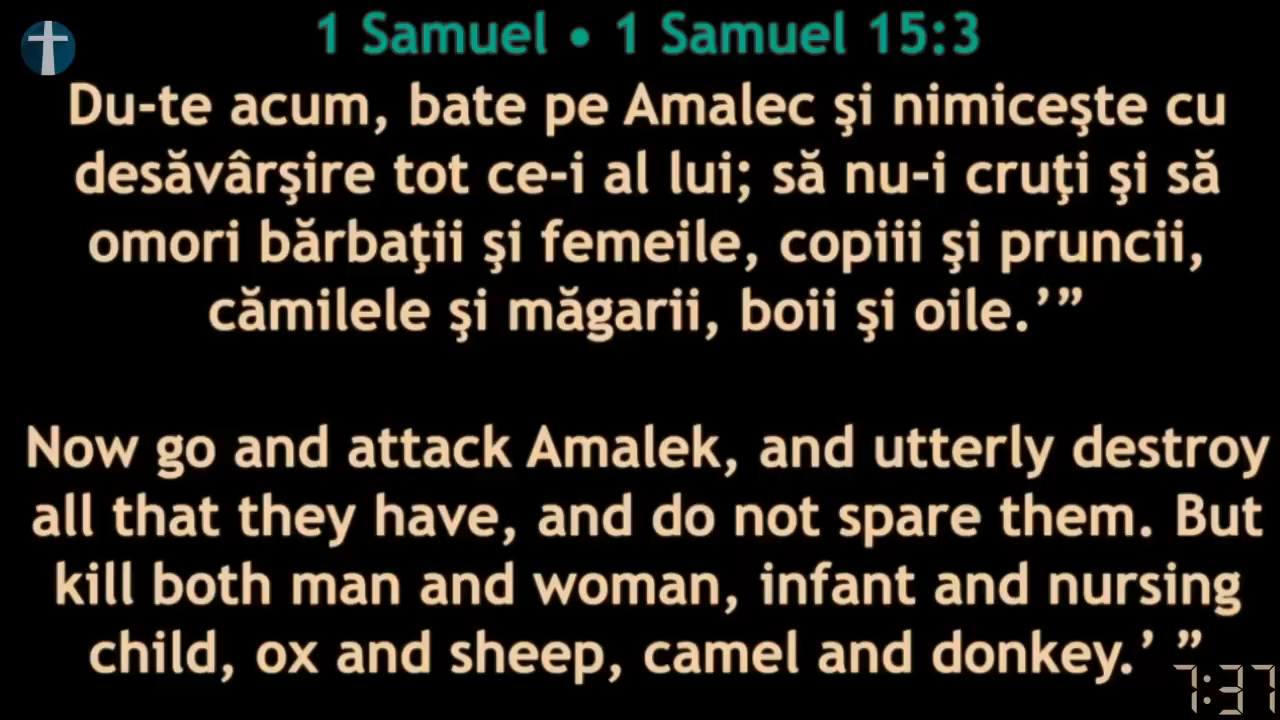 1 Samuel • 1 Samuel 15:3
Du-te acum, bate pe Amalec şi nimiceşte cu
desăvârşire tot ce-i al lui; să nu-i cruţi şi să
omori bărbaţii şi femeile, copiii şi pruncii,
cămilele şi măgarii, boii şi oile.’”
Now go and attack Amalek, and utterly destroy
all that they have, and do not spare them. But
kill both man and woman, infant and nursing
child, ox and sheep, camel and donkey.’ ”
7:37